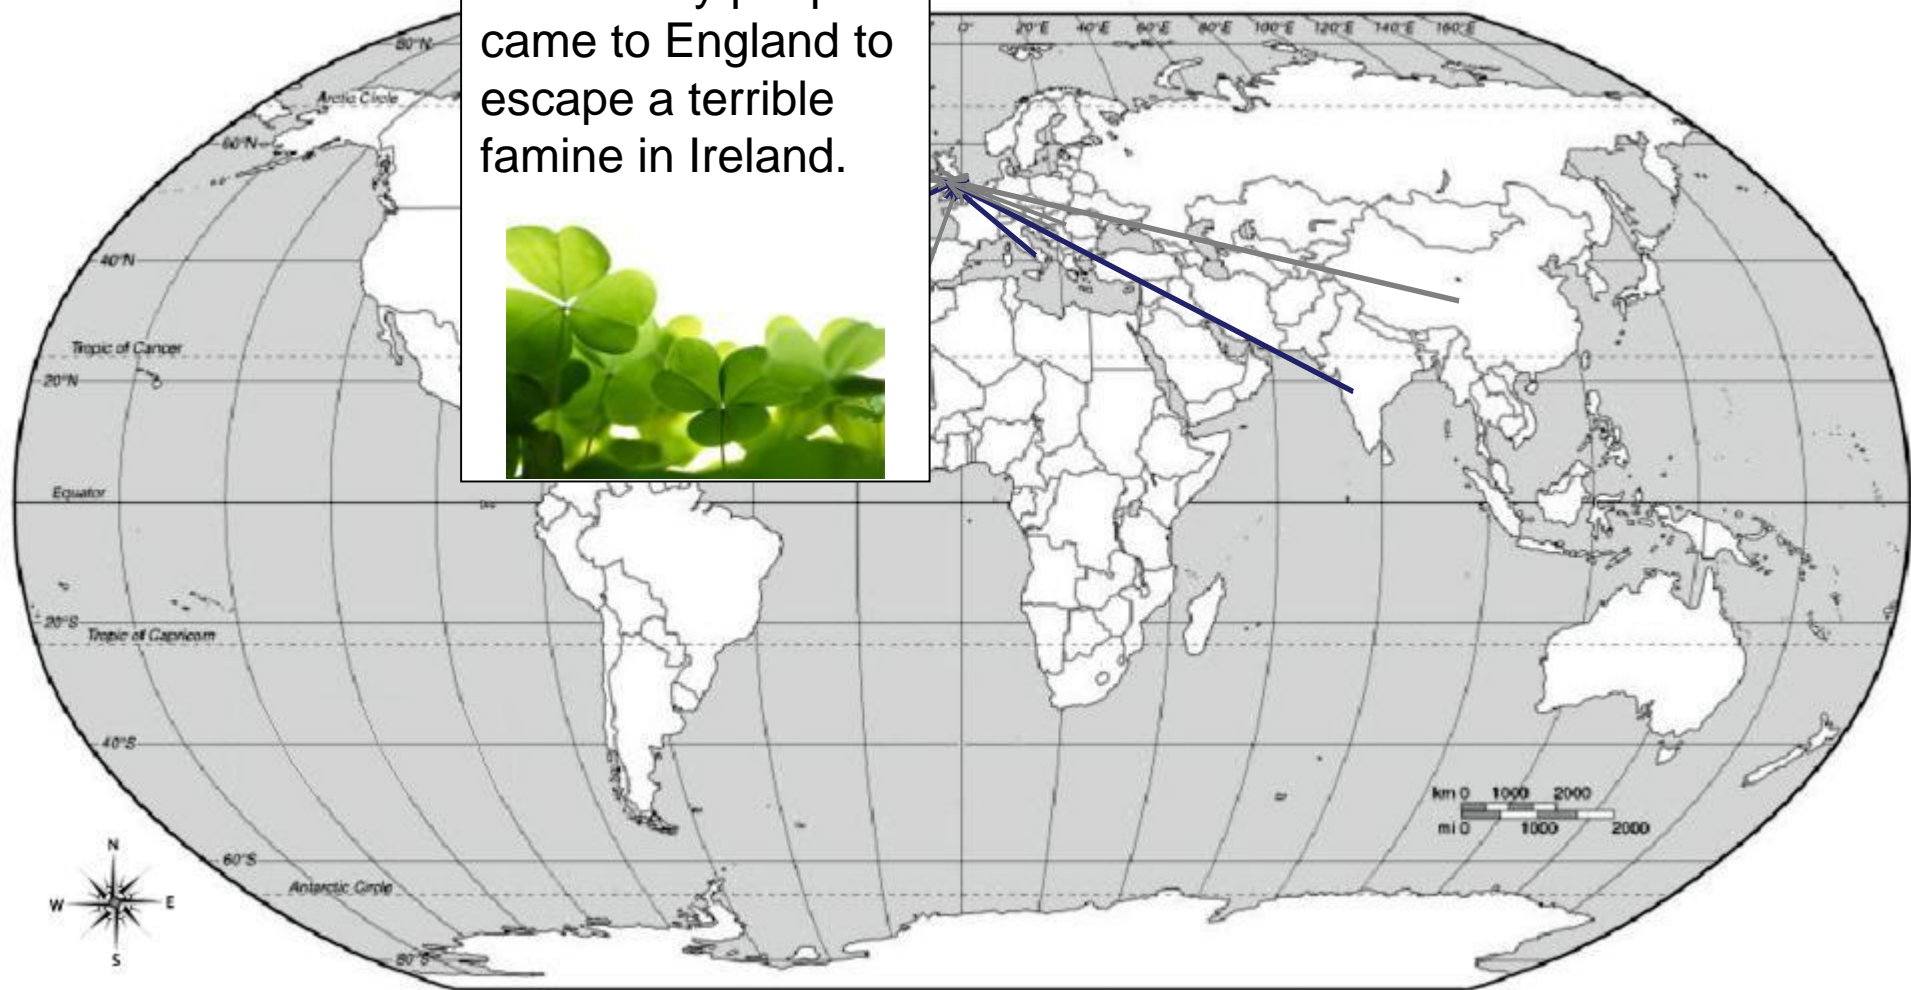 came to England to
escape a terrible
famine in Ireland.
80°N
0°
20°E
40°E
60°E
80°E
100°E
120°E
140°E
160°E
Arctic Circle
60°N
40°N
Tropic of Cancer
20°N
Equator
20°S
Tropic of Capricorn
40°S
km 0 1000 2000
mi 0 1000 2000
60°S
Antarctic Circle
80°S
N
W
E
S